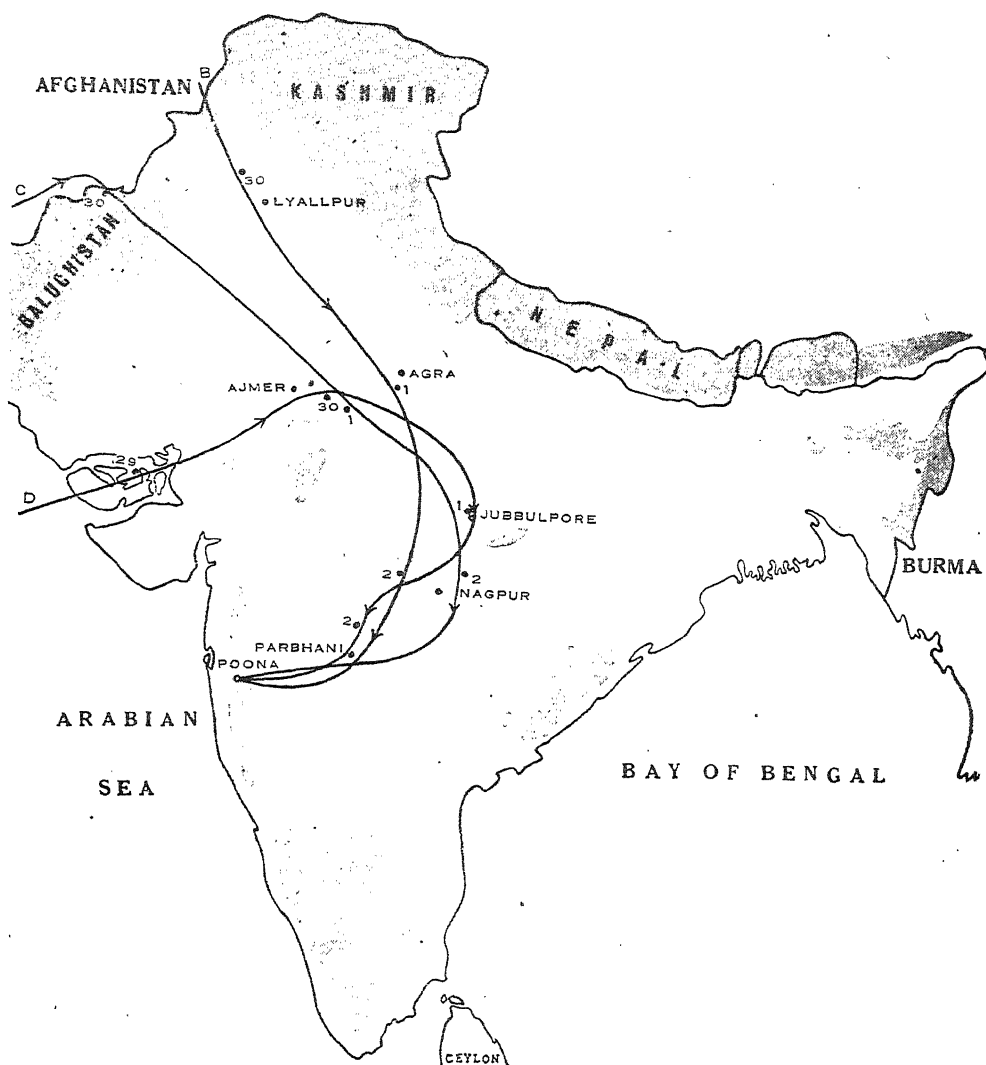 B
AFGHANISTAN
KASHMIR
C
30
30
LYALLPUR
BALUCHISTAN
NEPAL
AGRA
1
AJMER
30
1
29
D
1
JUBBULPORE
2
2
NAGPUR
BURMA
2
PARBHANI
POONA
ARABIAN
SEA
BAY OF BENGAL
CEYLON